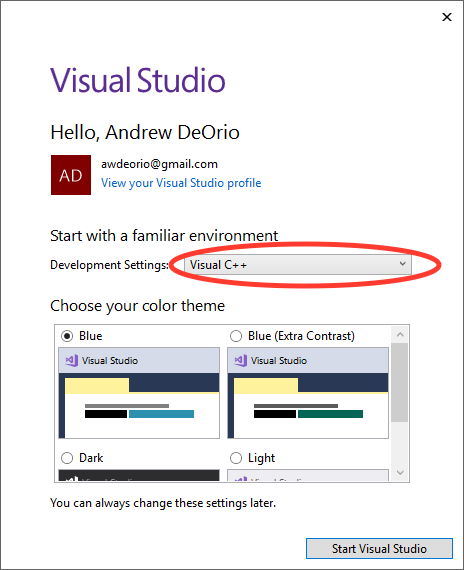 Visual Studio
Hello, Andrew DeOrio
AD
awdeorio@gmail.com
View your Visual Studio profile
Start with a familiar environment
Development Settings: Visual C++
Choose your color theme
Blue
Blue (Extra Contrast)
Visual Studio
Visual Studio
Dark
Light
Visual Studio
Visual Studio
You can always change these settings later.
Start Visual Studio